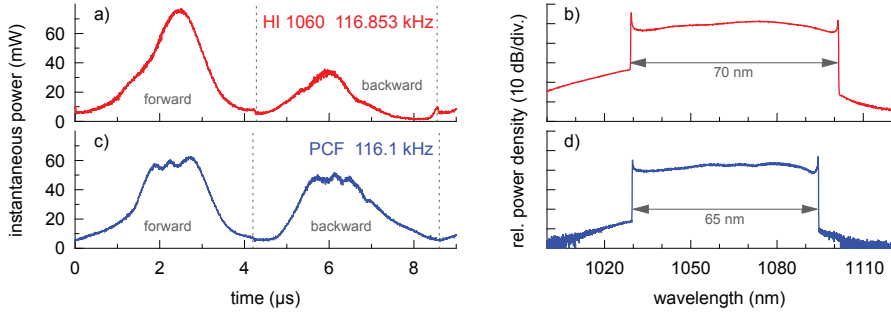 a)
HI 1060  116.853 kHz
80
60
40
20
0
forward
backward
b)
70 nm
c)
PCF  116.1 kHz
60
40
20
0
forward
backward
0
2
4
6
8
time (µs)
instantaneous power (mW)
d)
65 nm
1020
1050
1080
1110
wavelength (nm)
rel. power density (10 dB/div.)